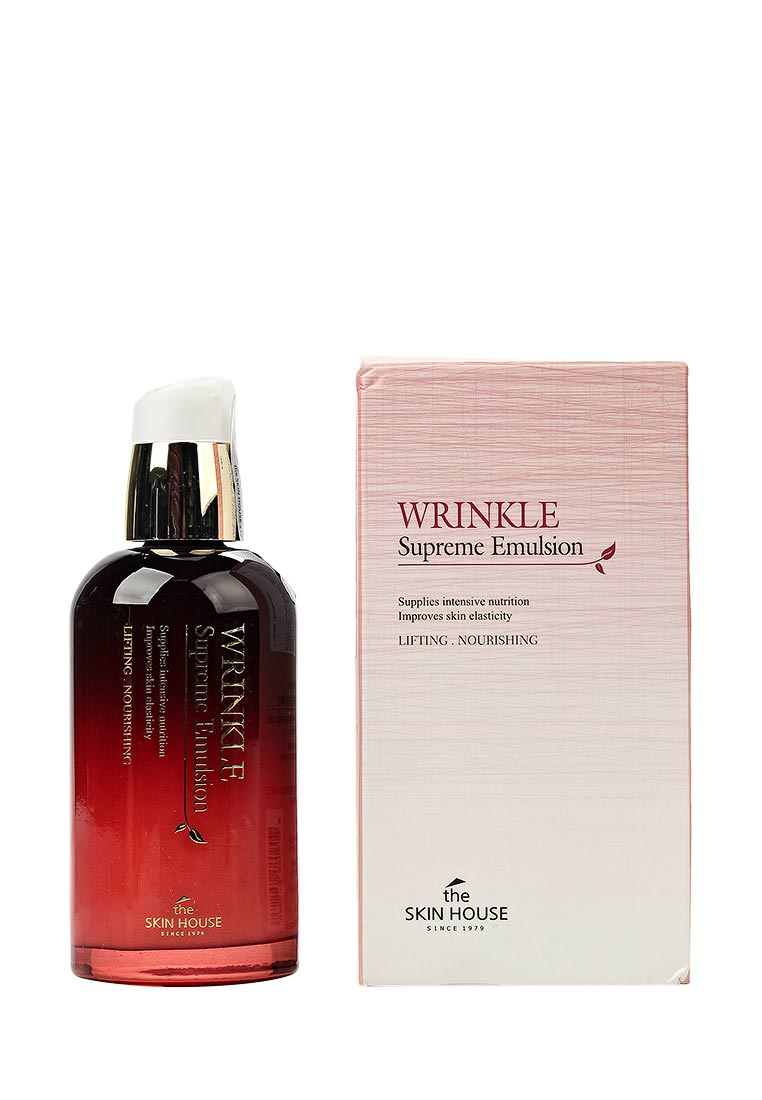 WRINKLE
Supreme Emulsion
Supplies intensive nutrition
Improves skin elasticity
LIFTING . NOURISHING
the
SKIN HOUSE
SINCE 1979
WRINKLE
Supreme Emulsion
Supplies intensive nutrition
Improves skin elasticity
LIFTING . NOURISHING
the
SKIN HOUSE
SINCE 1979